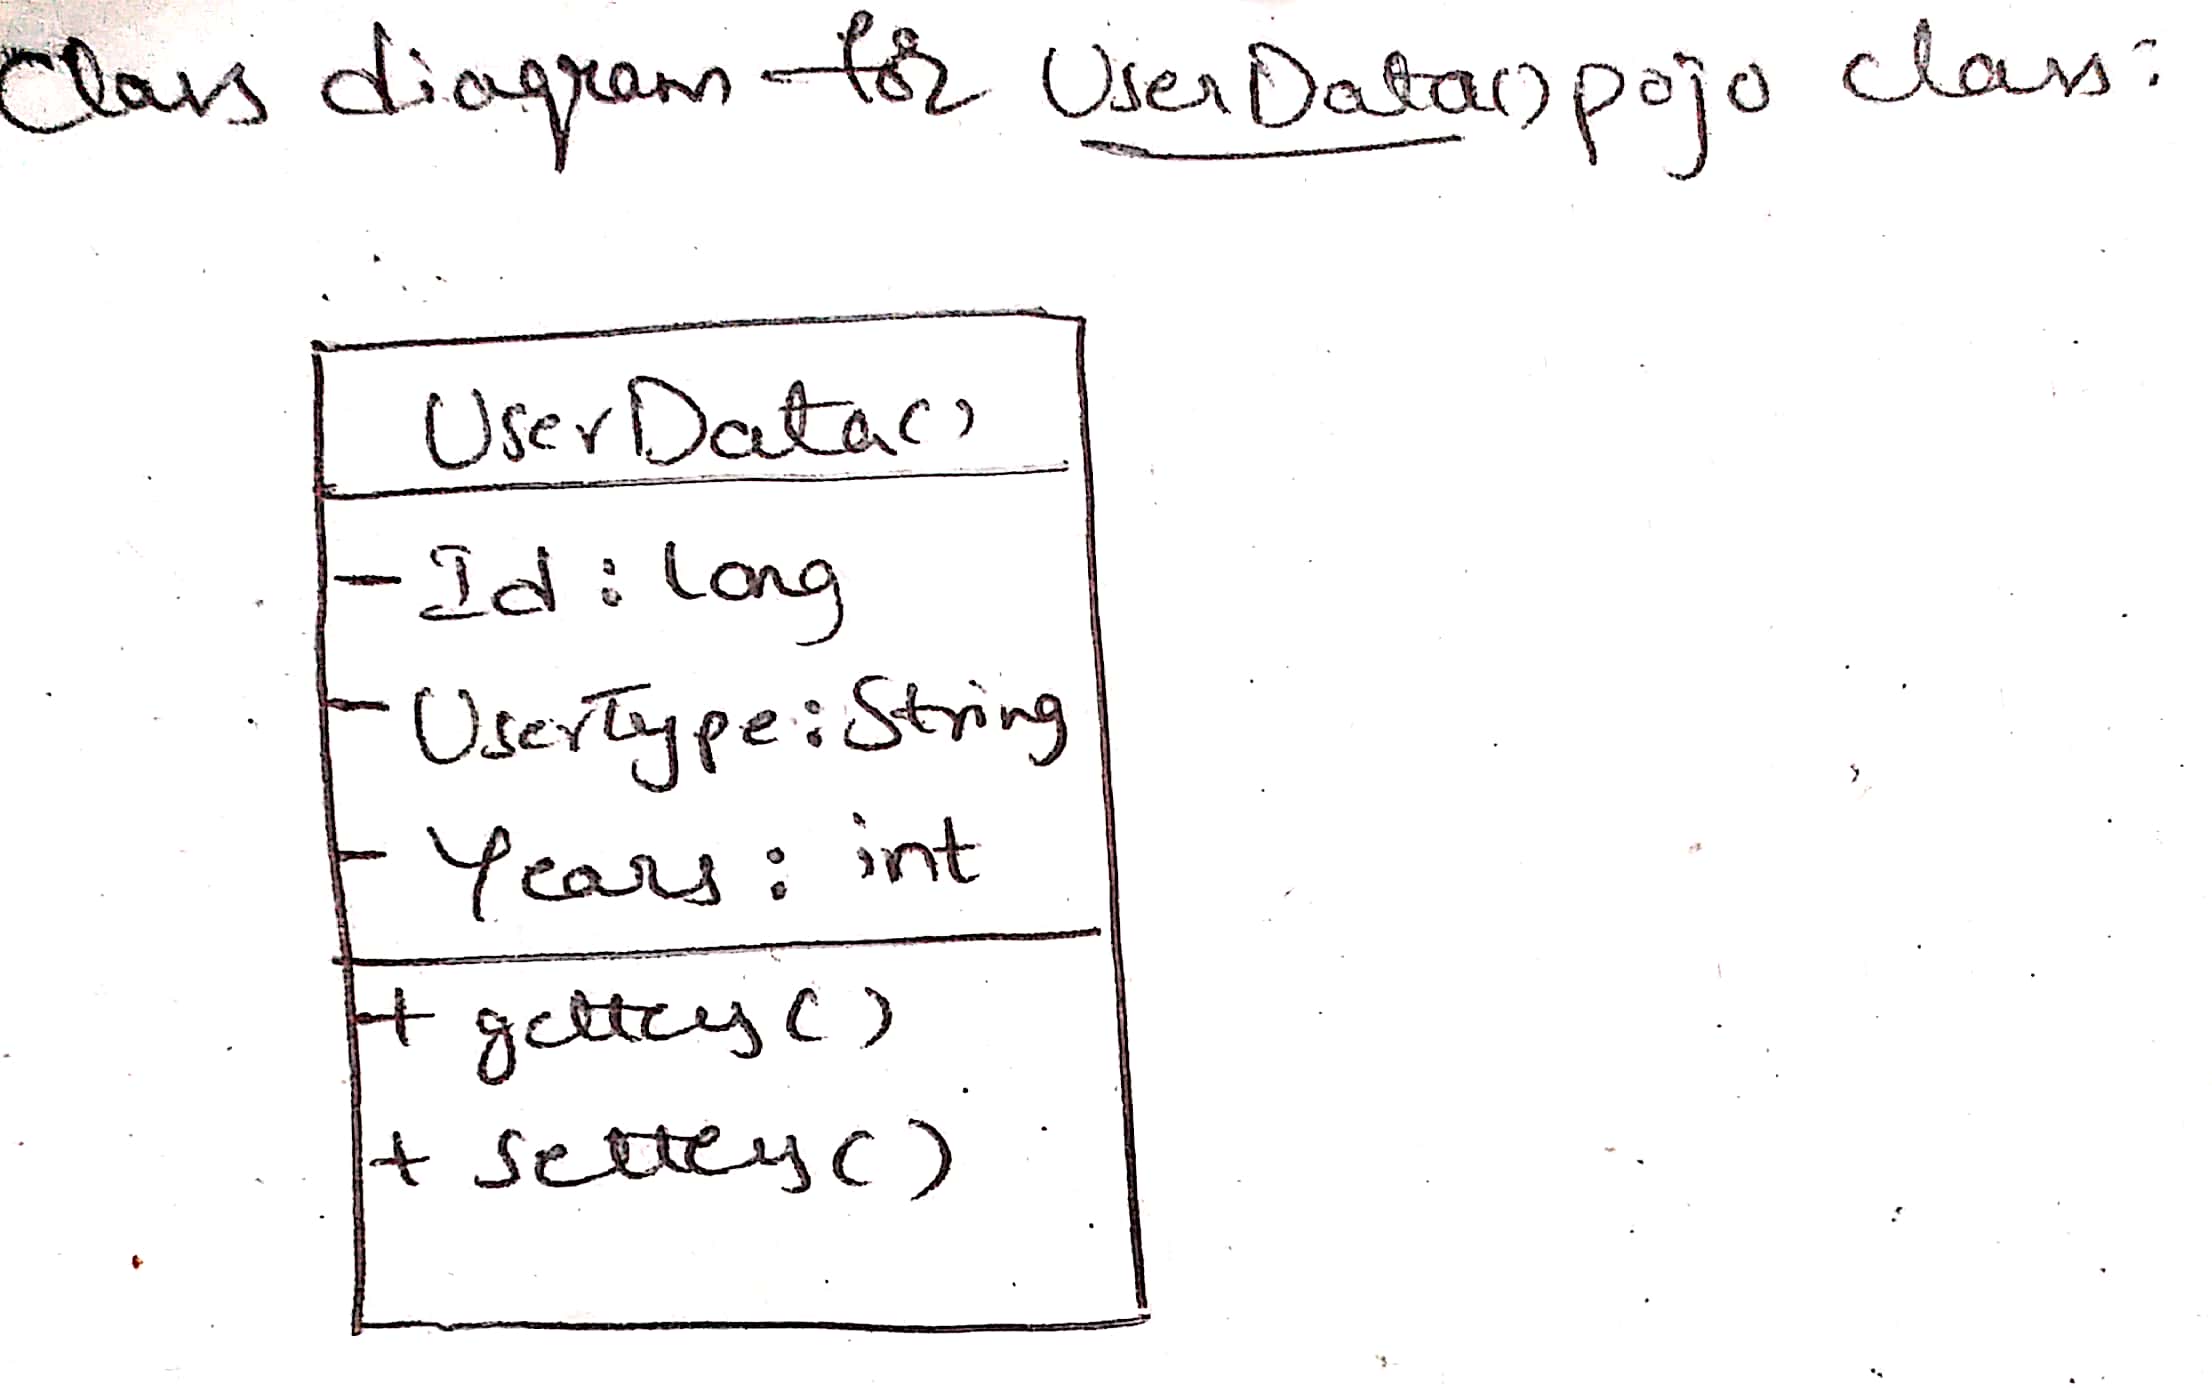 Class diagram for UserData() pojo class:
UserData()
- Id : long
- UserType : String
- Years : int
+ getters()
+ setters()